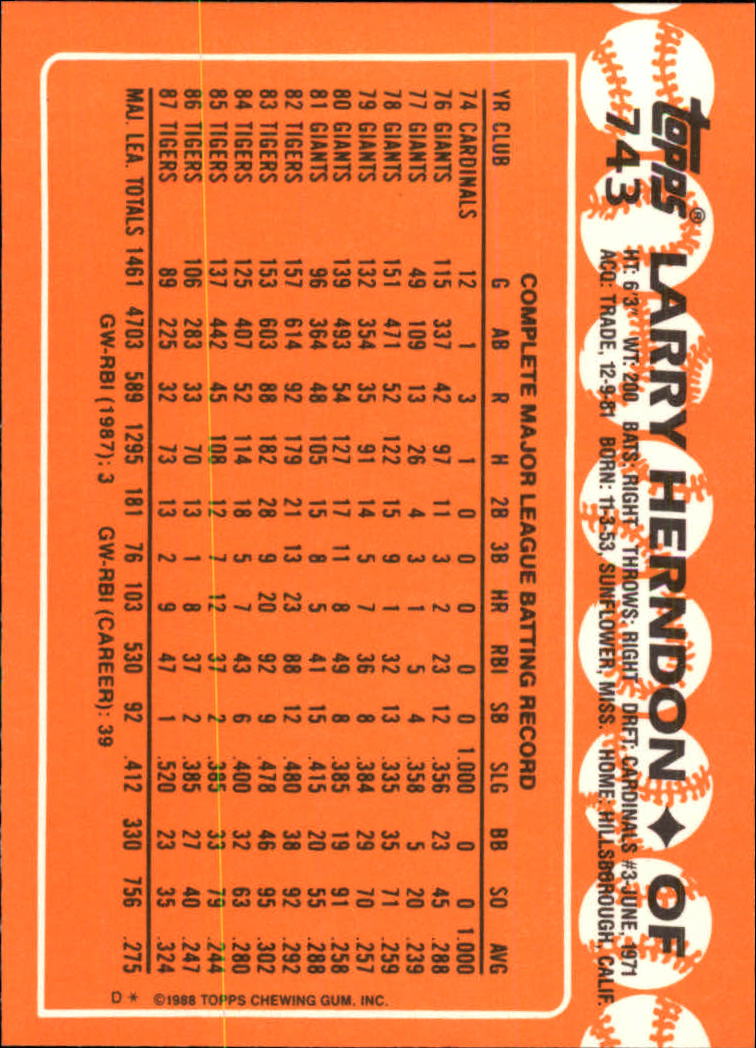 topps®
743
LARRY HERNDON ✦ OF
HT: 6'3" WT: 200 BATS: RIGHT THROWS: RIGHT DRFT: CARDINALS #3-JUNE, 1971
ACQ: TRADE, 12-9-81 BORN: 11-3-53, SUNFLOWER, MISS. HOME: HILLSBOROUGH, CALIF.
COMPLETE MAJOR LEAGUE BATTING RECORD
YR CLUB G AB R H 2B 3B HR RBI SB SLG BB SO AVG
74 CARDINALS 12 1 3 1 0 0 0 0 0 1.000 0 0 1.000
76 GIANTS 115 337 42 97 11 3 2 23 12 .356 23 45 .288
77 GIANTS 49 109 13 26 4 3 1 5 4 .358 5 20 .239
78 GIANTS 151 471 52 122 15 9 1 32 13 .335 35 71 .259
79 GIANTS 132 354 35 91 14 5 7 36 8 .384 29 70 .257
80 GIANTS 139 493 54 127 17 11 8 49 8 .385 19 91 .258
81 GIANTS 96 364 48 105 15 8 5 41 15 .415 20 55 .288
82 TIGERS 157 614 92 179 21 13 23 88 12 .480 38 92 .292
83 TIGERS 153 603 88 182 28 9 20 92 9 .478 46 95 .302
84 TIGERS 125 407 52 114 18 5 7 43 6 .400 32 63 .280
85 TIGERS 137 442 45 108 12 7 12 37 2 .385 33 79 .244
86 TIGERS 106 283 33 70 13 1 8 37 2 .385 27 40 .247
87 TIGERS 89 225 32 73 13 2 9 47 1 .520 23 35 .324
MAJ. LEA. TOTALS 1461 4703 589 1295 181 76 103 530 92 .412 330 756 .275
GW-RBI (1987): 3 GW-RBI (CAREER): 39
D * ©1988 TOPPS CHEWING GUM, INC.